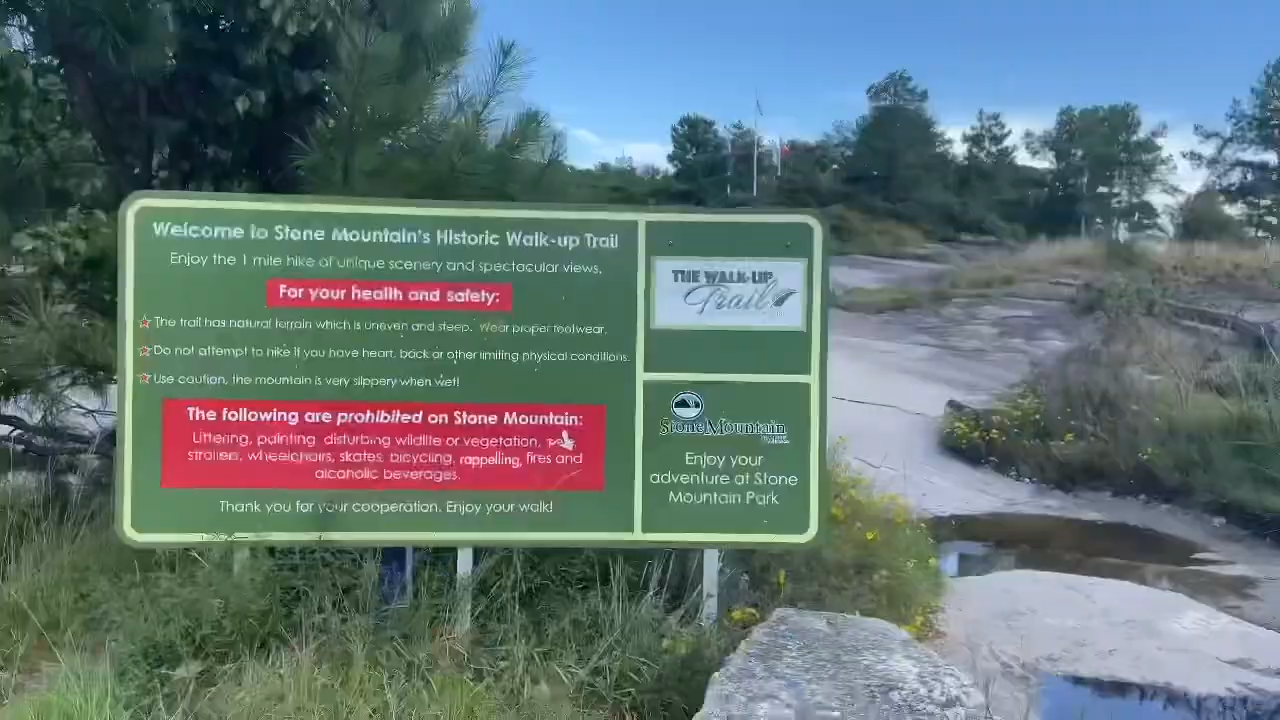 Welcome to Stone Mountain's Historic Walk-up Trail
Enjoy the 1 mile hike of unique scenery and spectacular views.
For your health and safety:
The trail has natural terrain which is uneven and steep. Wear proper footwear.
Do not attempt to hike if you have heart, back or other limiting physical conditions.
Use caution, the mountain is very slippery when wet!
The following are prohibited on Stone Mountain:
Littering, painting, disturbing wildlife or vegetation,
strollers, wheelchairs, skates, bicycling, rappelling, fires and
alcoholic beverages.
Thank you for your cooperation. Enjoy your walk!
THE WALK-UP
Trail
Stone Mountain
PARK
Enjoy your
adventure at Stone
Mountain Park